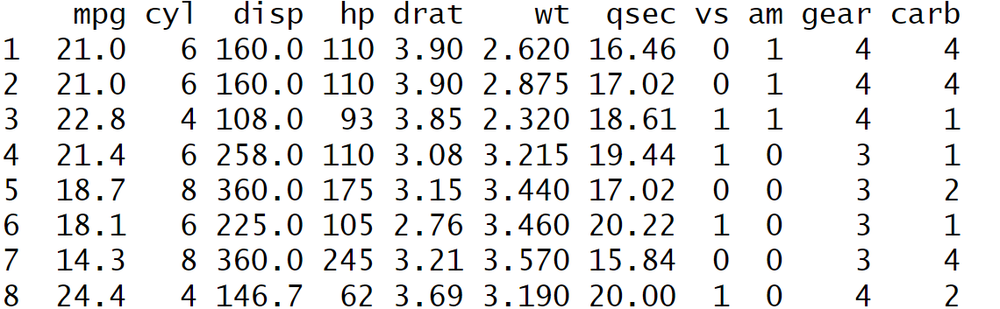 mpg cyl disp hp drat wt qsec vs am gear carb
1 21.0 6 160.0 110 3.90 2.620 16.46 0 1 4 4
2 21.0 6 160.0 110 3.90 2.875 17.02 0 1 4 4
3 22.8 4 108.0 93 3.85 2.320 18.61 1 1 4 1
4 21.4 6 258.0 110 3.08 3.215 19.44 1 0 3 1
5 18.7 8 360.0 175 3.15 3.440 17.02 0 0 3 2
6 18.1 6 225.0 105 2.76 3.460 20.22 1 0 3 1
7 14.3 8 360.0 245 3.21 3.570 15.84 0 0 3 4
8 24.4 4 146.7 62 3.69 3.190 20.00 1 0 4 2